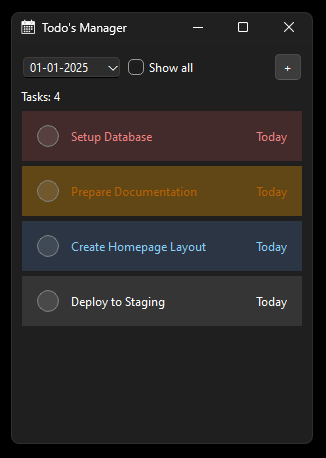 Todo's Manager
01-01-2025 Show all +
Tasks: 4
Setup Database Today
Prepare Documentation Today
Create Homepage Layout Today
Deploy to Staging Today